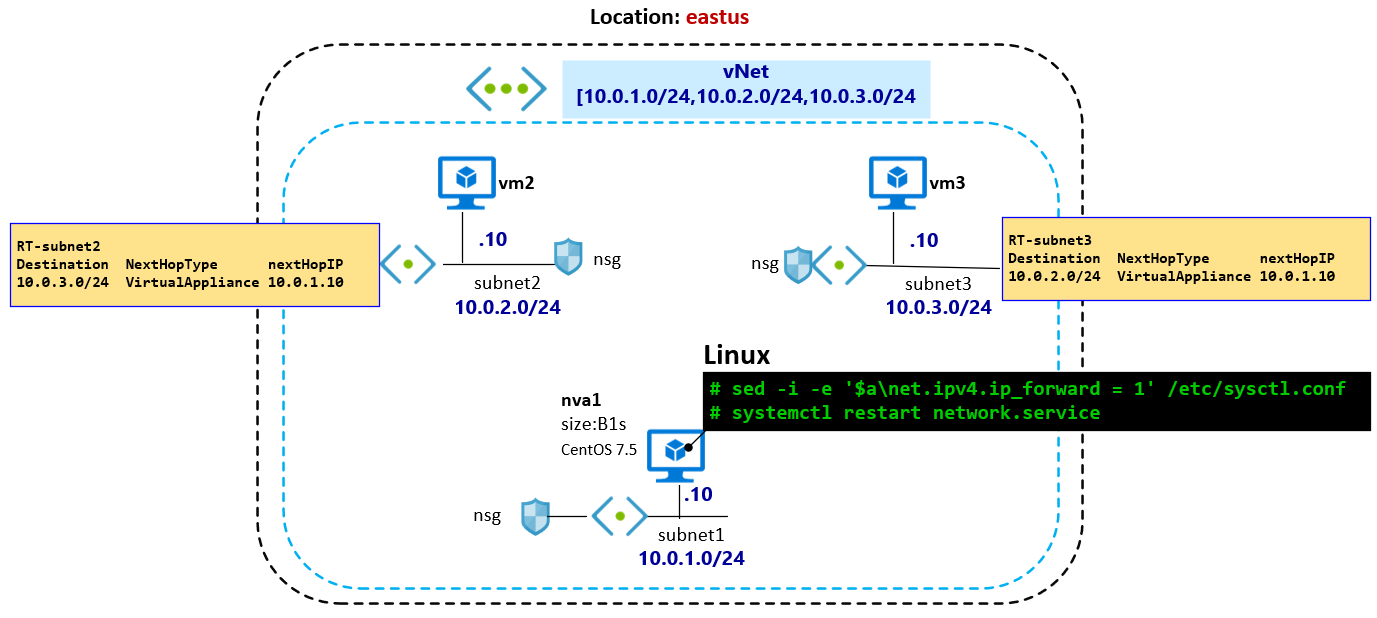 Location: eastus
vNet
[10.0.1.0/24,10.0.2.0/24,10.0.3.0/24
vm2
vm3
RT-subnet2
Destination  NextHopType      nextHopIP
10.0.3.0/24  VirtualAppliance 10.0.1.10
.10
nsg
subnet2
10.0.2.0/24
nsg
.10
subnet3
10.0.3.0/24
RT-subnet3
Destination  NextHopType      nextHopIP
10.0.2.0/24  VirtualAppliance 10.0.1.10
Linux
# sed -i -e '$a\net.ipv4.ip_forward = 1' /etc/sysctl.conf
# systemctl restart network.service
nva1
size:B1s
CentOS 7.5
.10
nsg
subnet1
10.0.1.0/24